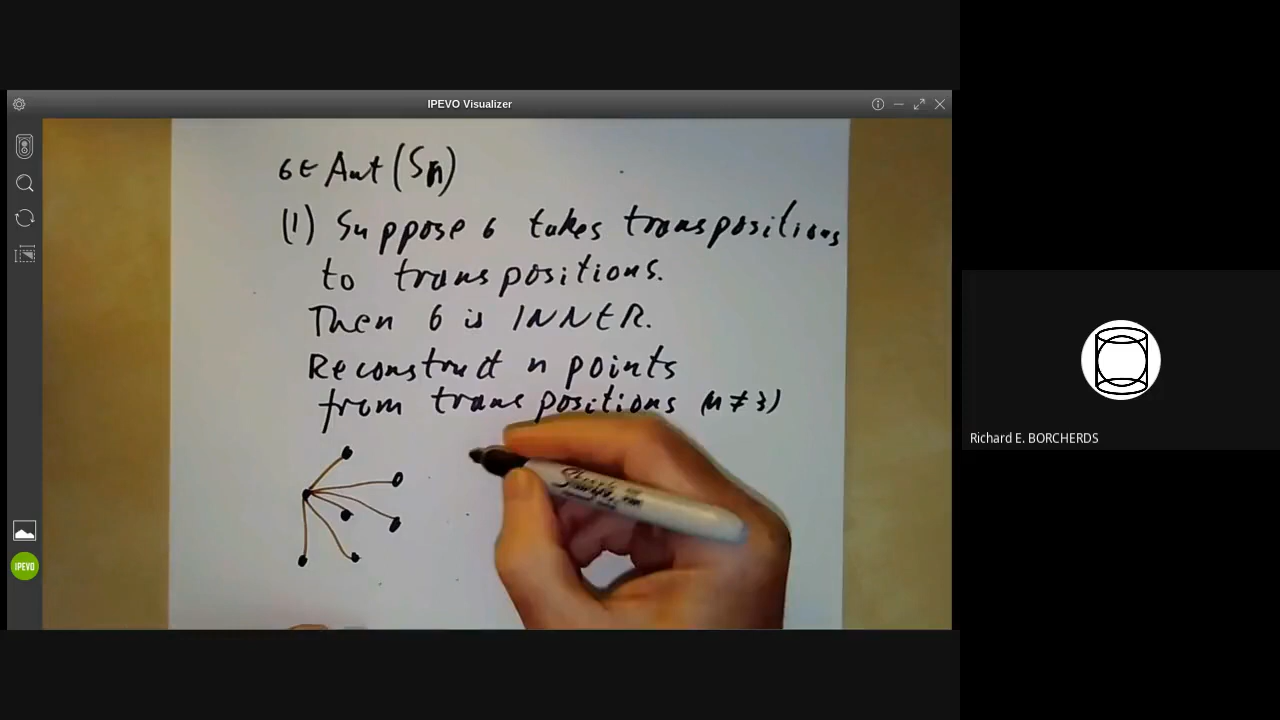 IPEVO Visualizer
σ ∈ Aut (Sn)
(1) Suppose σ takes transpositions
to transpositions.
Then σ is INNER.
Reconstruct n points
from transpositions (n ≠ 3)
Sharpie
IPEVO
Richard E. BORCHERDS